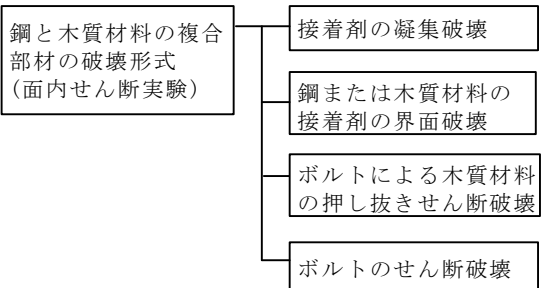 鋼と木質材料の複合
部材の破壊形式
(面内せん断実験)
接着剤の凝集破壊
鋼または木質材料の
接着剤の界面破壊
ボルトによる木質材料
の押し抜きせん断破壊
ボルトのせん断破壊